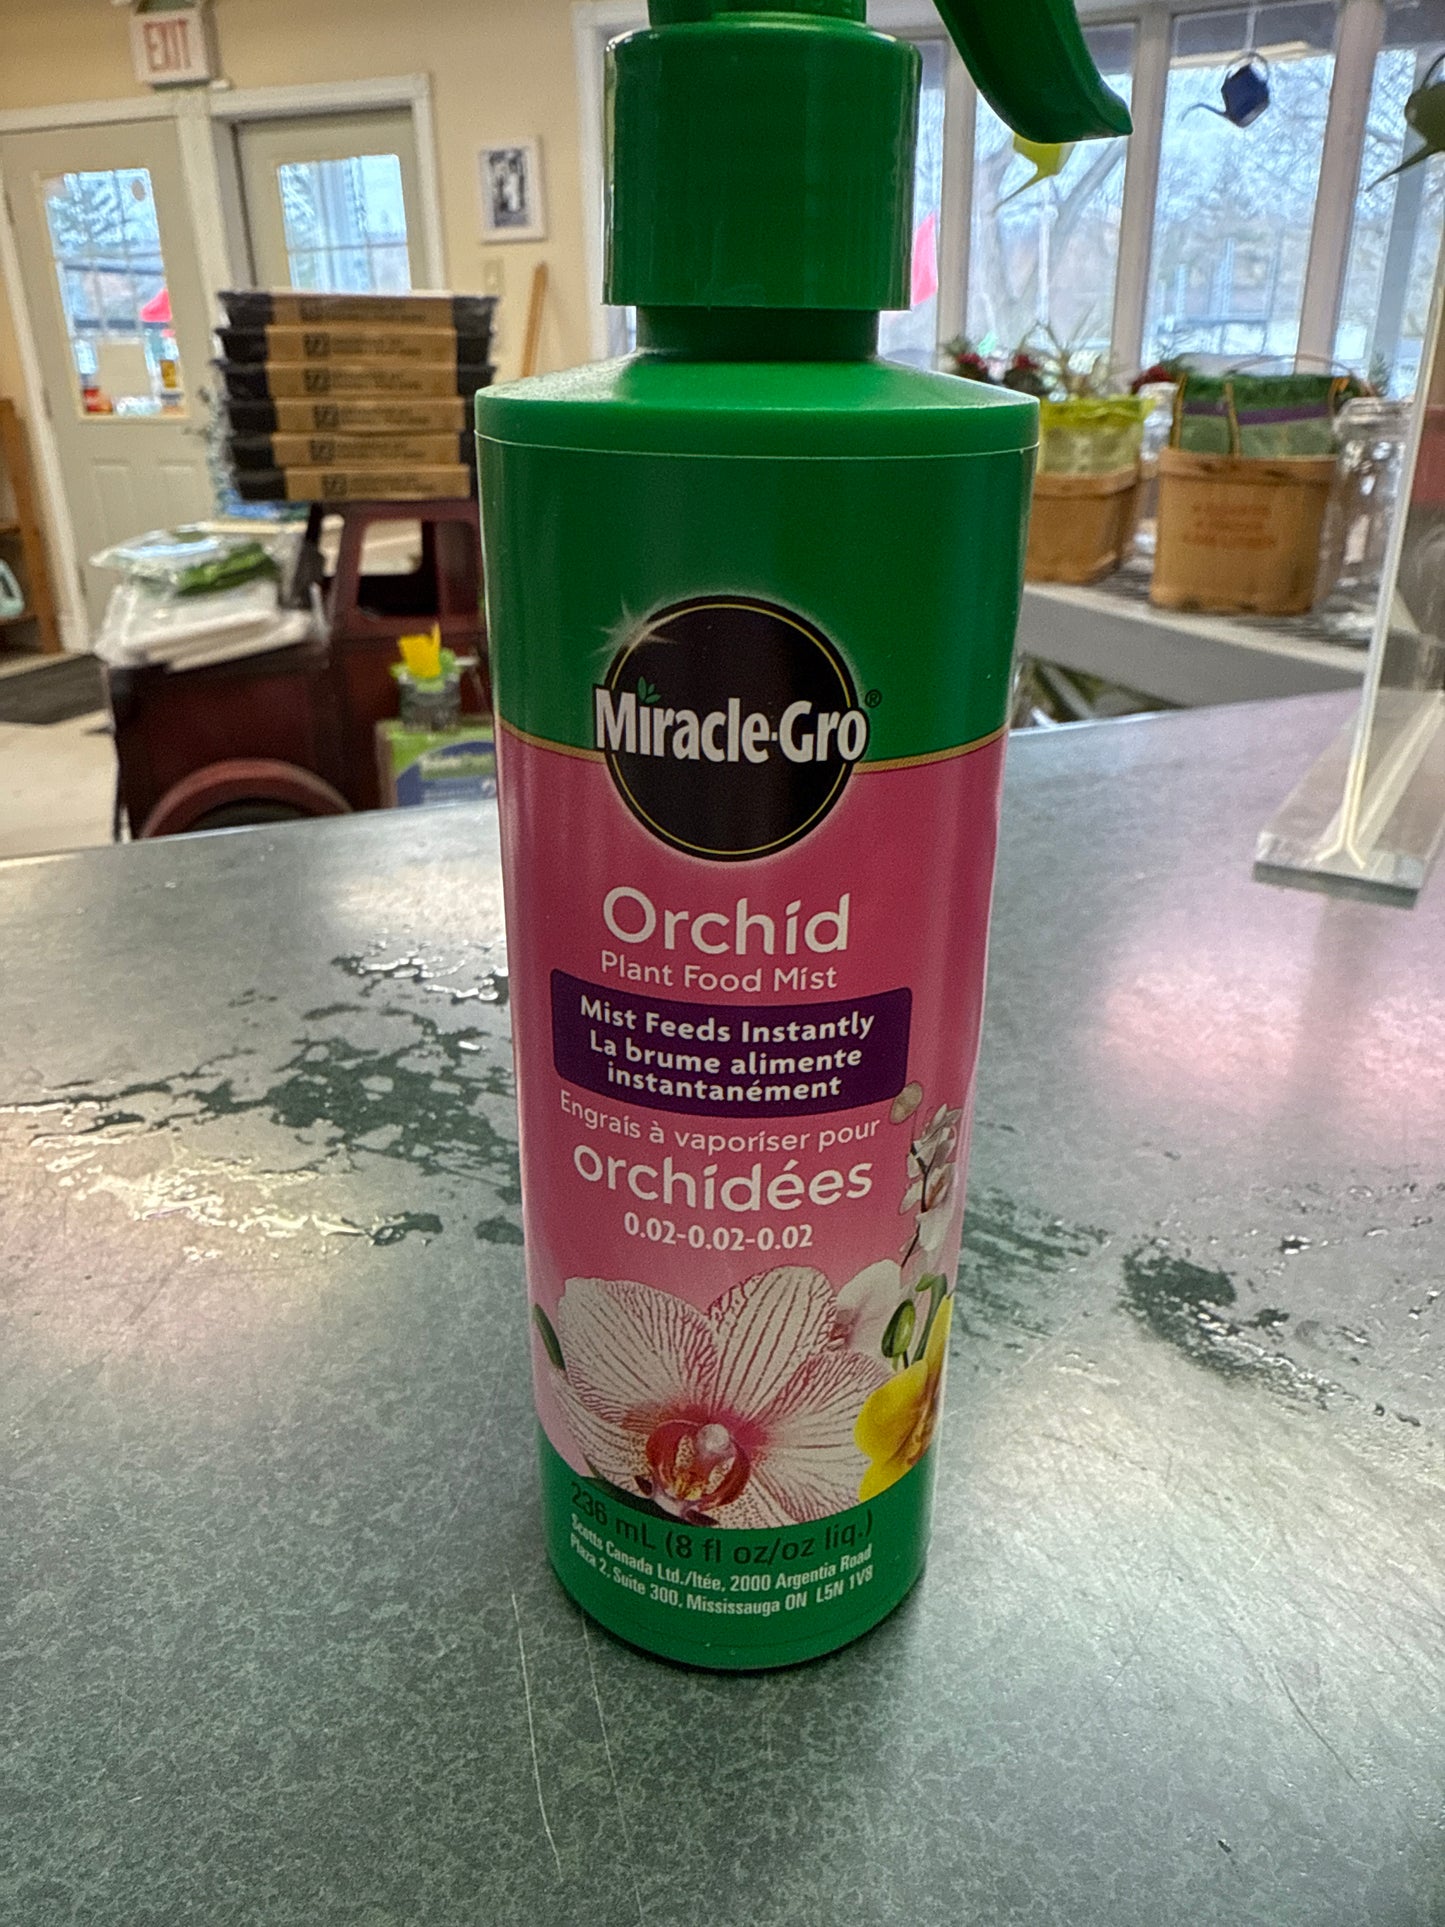 EXIT
Miracle-Gro®
Orchid
Plant Food Mist
Mist Feeds Instantly
La brume alimente
instantanément
Engrais à vaporiser pour
orchidées
0.02-0.02-0.02
236 mL (8 fl oz/oz liq.)
Scotts Canada Ltd./ltée, 2000 Argentia Road
Plaza 2, Suite 300, Mississauga ON L5N 1V8